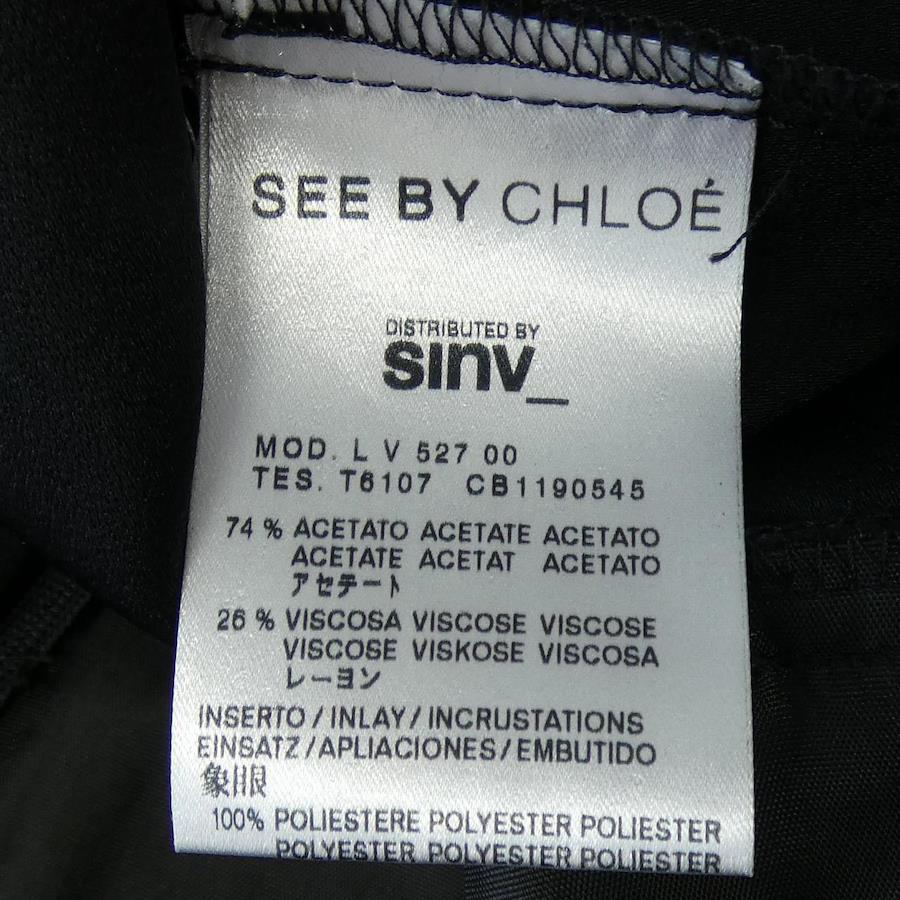 SEE BY CHLOÉ
DISTRIBUTED BY
sinv_
MOD. L V 527 00
TES. T6107 CB1190545
74 % ACETATO ACETATE ACETATO
ACETATE ACETAT ACETATO
アセテート
26 % VISCOSA VISCOSE VISCOSE
VISCOSE VISKOSE VISCOSA
レーヨン
INSERTO / INLAY / INCRUSTATIONS
EINSATZ / APLIACIONES / EMBUTIDO
象眼
100% POLIESTERE POLYESTER POLIESTER
POLYESTER POLYESTER POLIESTER